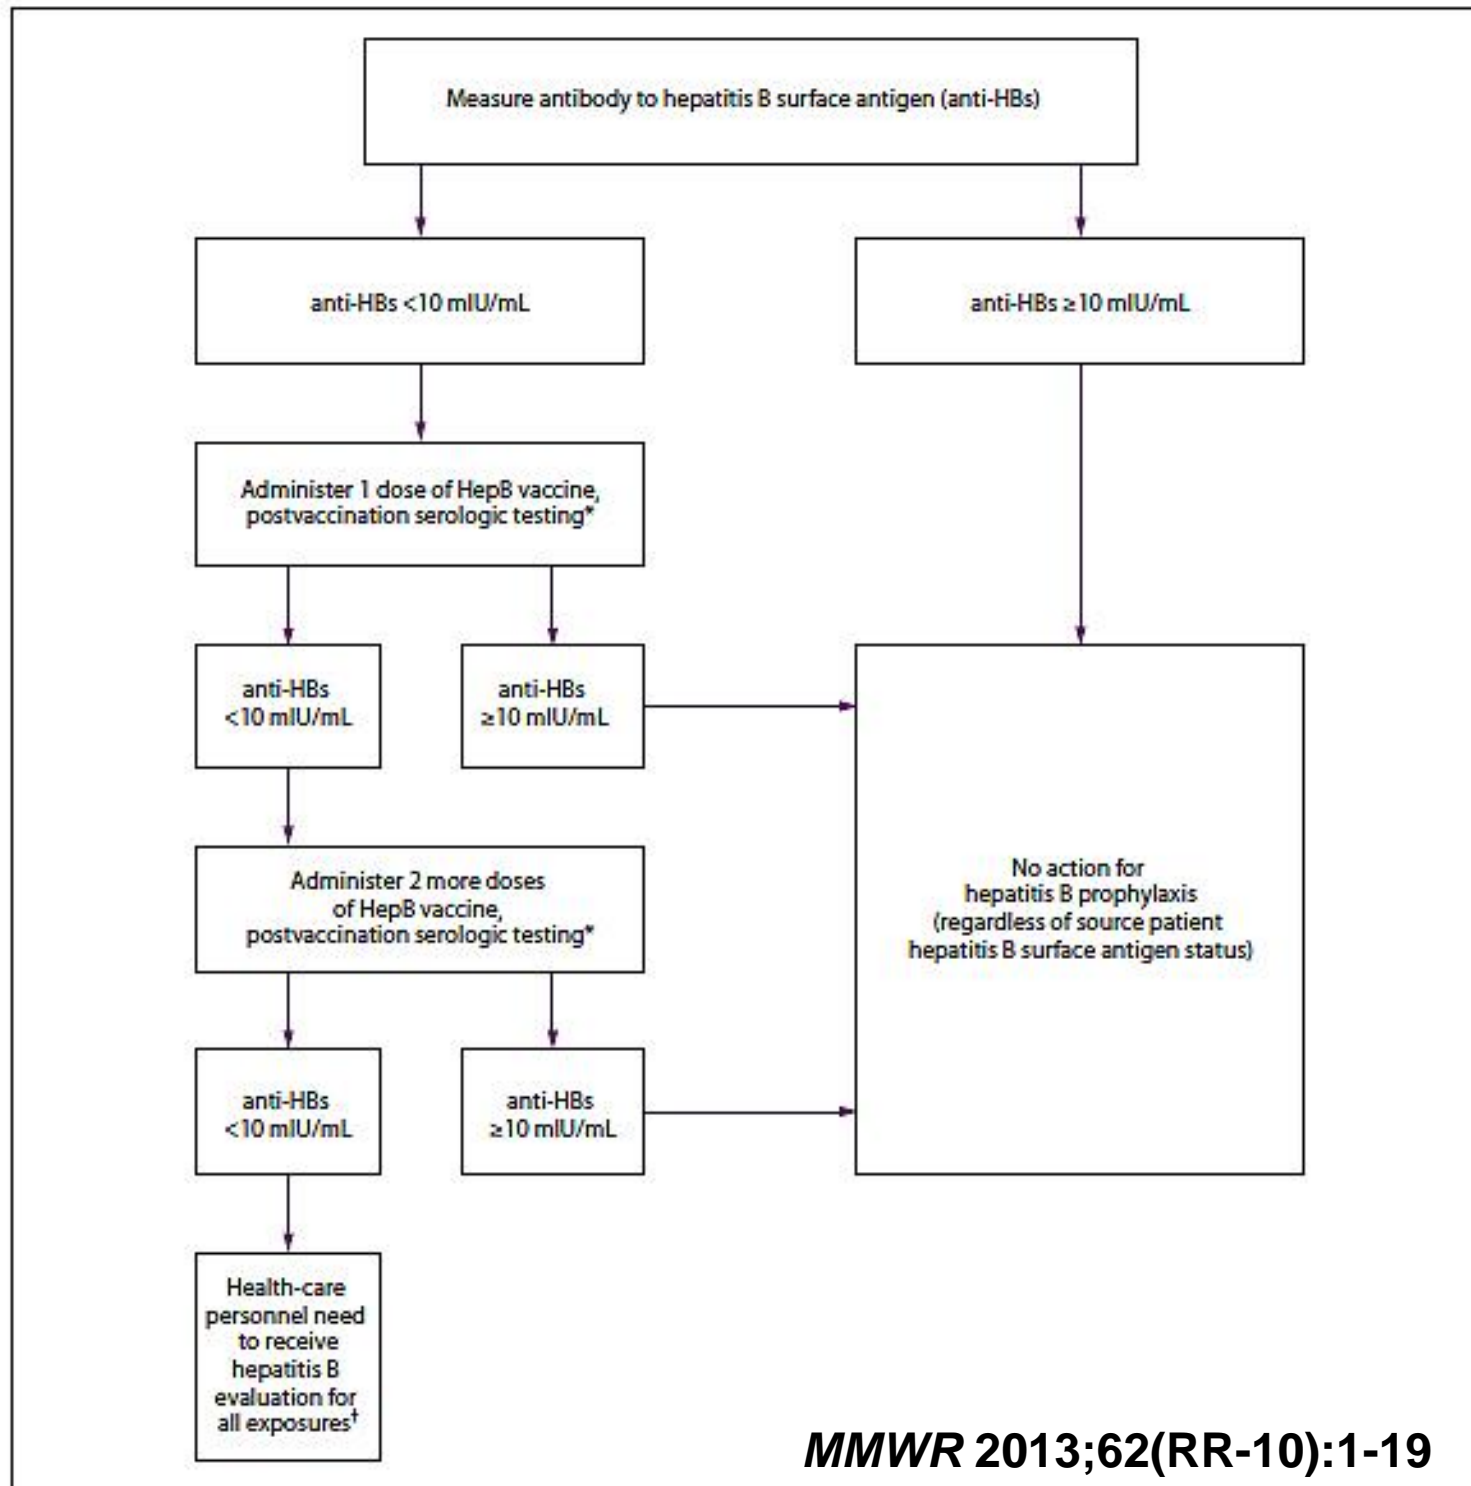 Measure antibody to hepatitis B surface antigen (anti-HBs)
anti-HBs <10 mIU/mL
anti-HBs ≥10 mIU/mL
Administer 1 dose of HepB vaccine,
postvaccination serologic testing*
anti-HBs
<10 mIU/mL
anti-HBs
≥10 mIU/mL
Administer 2 more doses
of HepB vaccine,
postvaccination serologic testing*
No action for
hepatitis B prophylaxis
(regardless of source patient
hepatitis B surface antigen status)
anti-HBs
<10 mIU/mL
anti-HBs
≥10 mIU/mL
Health-care
personnel need
to receive
hepatitis B
evaluation for
all exposures†
MMWR 2013;62(RR-10):1-19